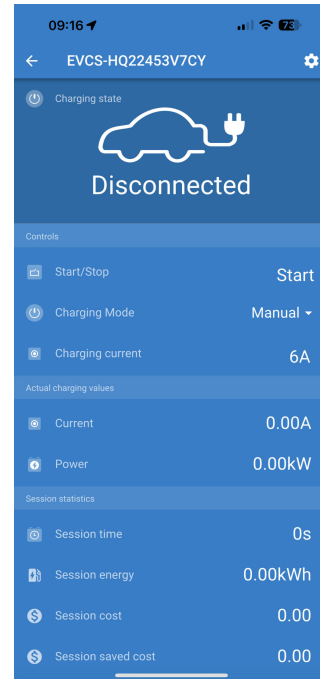 09:16
73
EVCS-HQ22453V7CY
Charging state
Disconnected
Controls
Start/Stop Start
Charging Mode Manual
Charging current 6A
Actual charging values
Current 0.00A
Power 0.00kW
Session statistics
Session time 0s
Session energy 0.00kWh
Session cost 0.00
Session saved cost 0.00